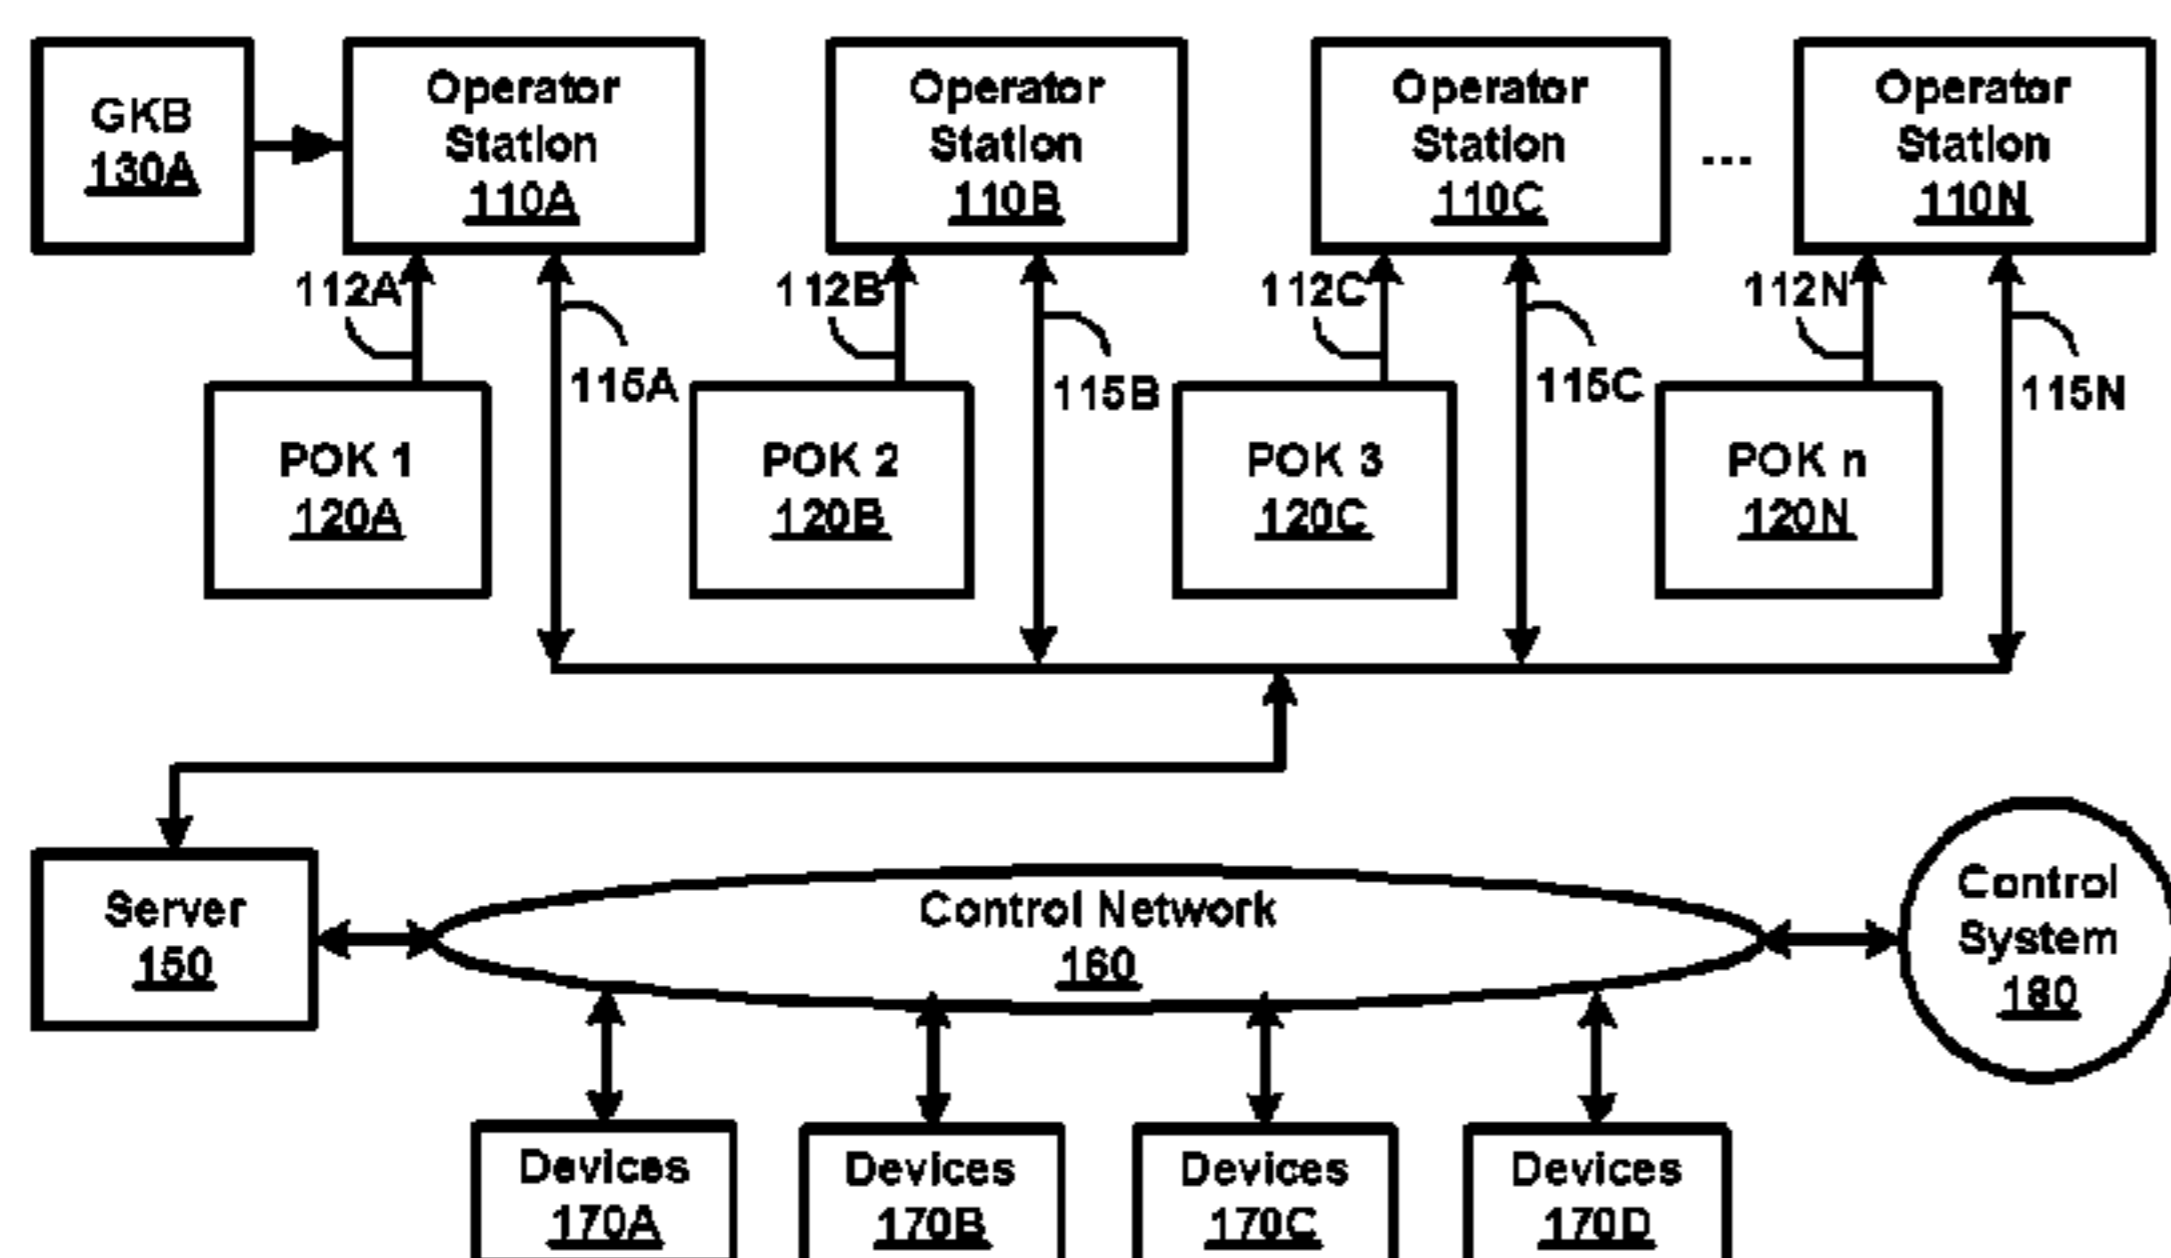 GKB
130A
Operator
Station
110A
Operator
Station
110B
Operator
Station
110C
...
Operator
Station
110N
112A
115A
112B
115B
112C
115C
112N
115N
POK 1
120A
POK 2
120B
POK 3
120C
POK n
120N
Server
150
Control Network
160
Control
System
180
Devices
170A
Devices
170B
Devices
170C
Devices
170D